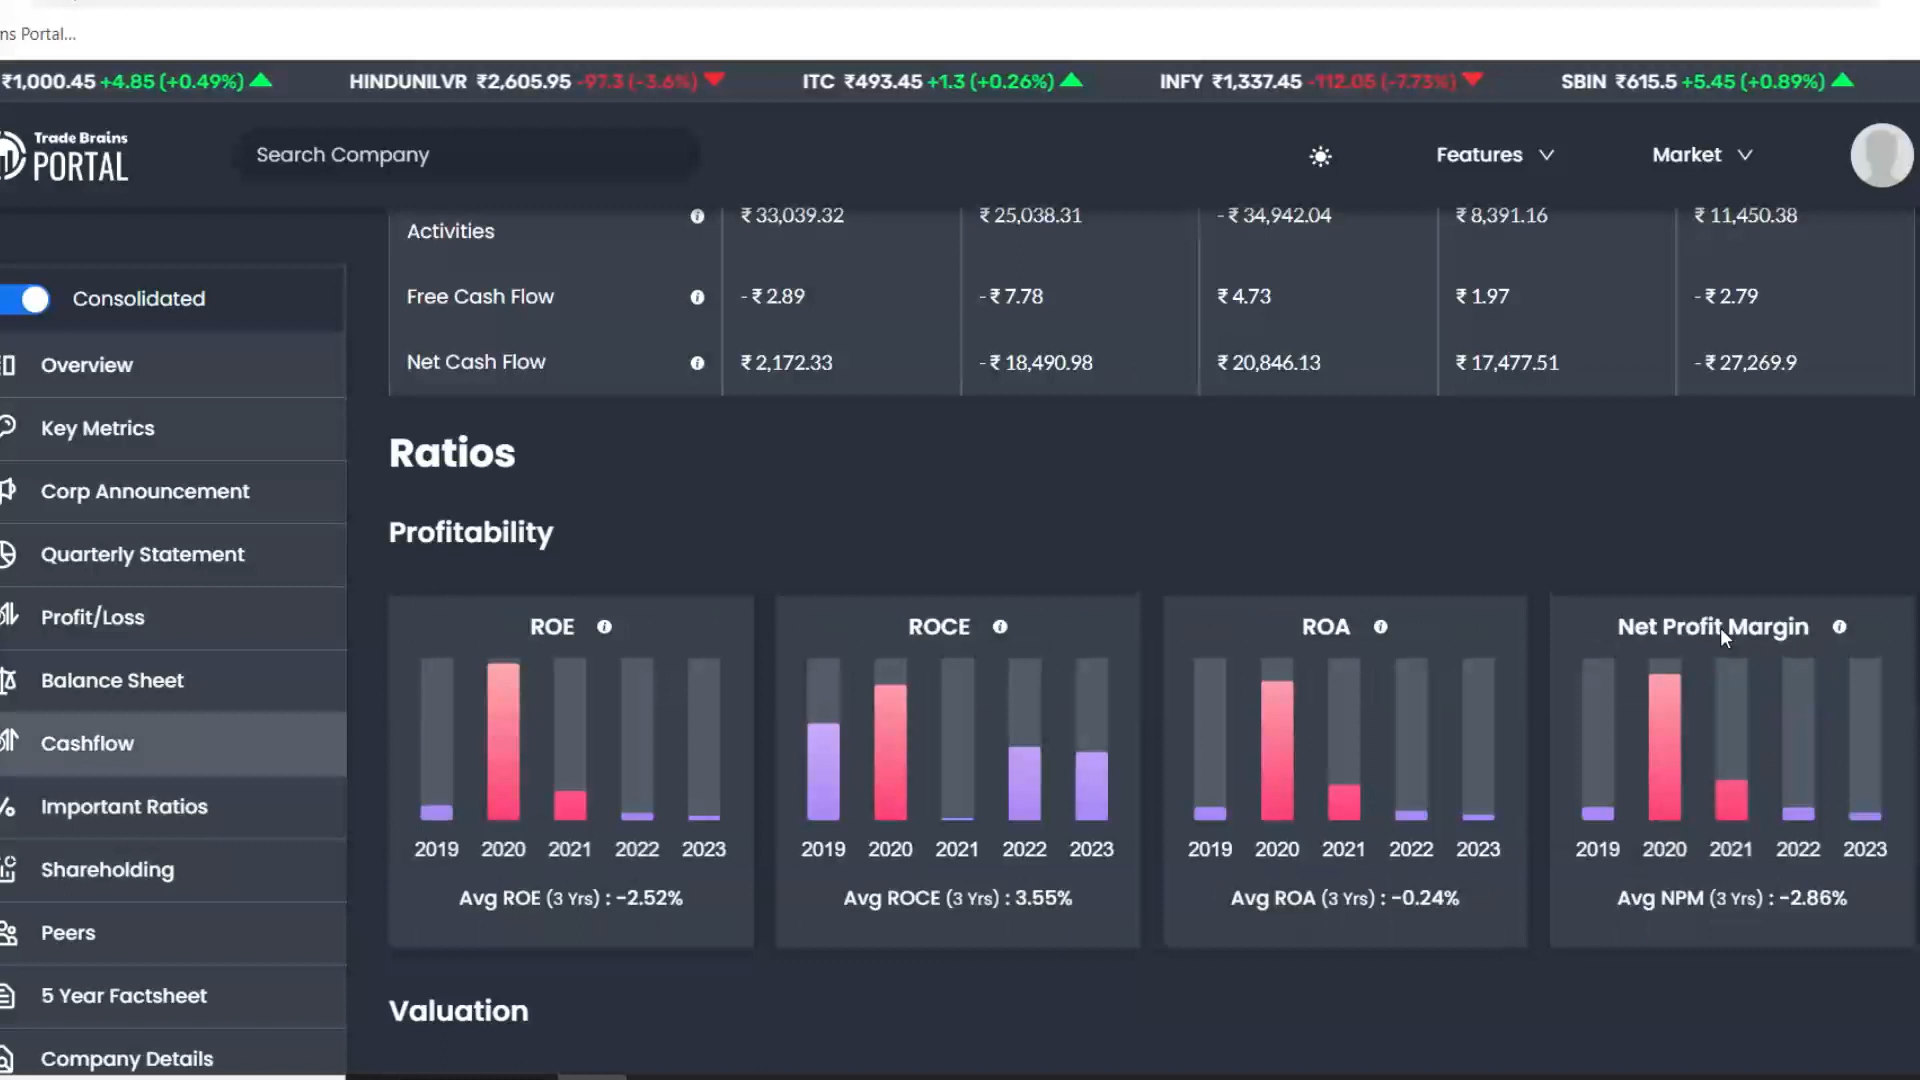 ns Portal...
₹1,000.45 +4.85 (+0.49%) HINDUNILVR ₹2,605.95 -97.3 (-3.6%) ITC ₹493.45 +1.3 (+0.26%) INFY ₹1,337.45 -112.05 (-7.73%) SBIN ₹615.5 +5.45 (+0.89%)
Trade Brains
PORTAL
Search Company
Features
Market
Activities ₹ 33,039.32 ₹ 25,038.31 - ₹ 34,942.04 ₹ 8,391.16 ₹ 11,450.38
Free Cash Flow - ₹ 2.89 - ₹ 7.78 ₹ 4.73 ₹ 1.97 - ₹ 2.79
Net Cash Flow ₹ 2,172.33 - ₹ 18,490.98 ₹ 20,846.13 ₹ 17,477.51 - ₹ 27,269.9
Consolidated
Overview
Key Metrics
Corp Announcement
Quarterly Statement
Profit/Loss
Balance Sheet
Cashflow
Important Ratios
Shareholding
Peers
5 Year Factsheet
Company Details
Ratios
Profitability
ROE
2019 2020 2021 2022 2023
Avg ROE (3 Yrs) : -2.52%
ROCE
2019 2020 2021 2022 2023
Avg ROCE (3 Yrs) : 3.55%
ROA
2019 2020 2021 2022 2023
Avg ROA (3 Yrs) : -0.24%
Net Profit Margin
2019 2020 2021 2022 2023
Avg NPM (3 Yrs) : -2.86%
Valuation